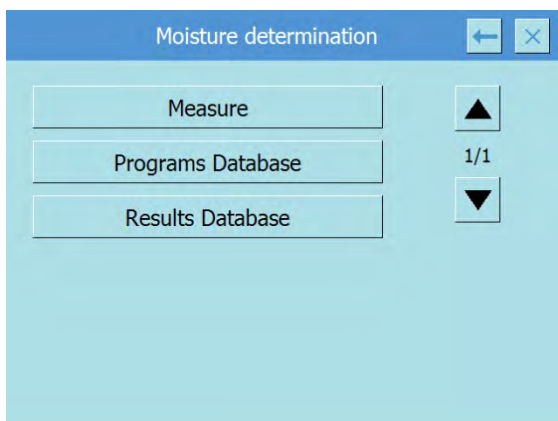 Moisture determination
Measure
Programs Database
1/1
Results Database